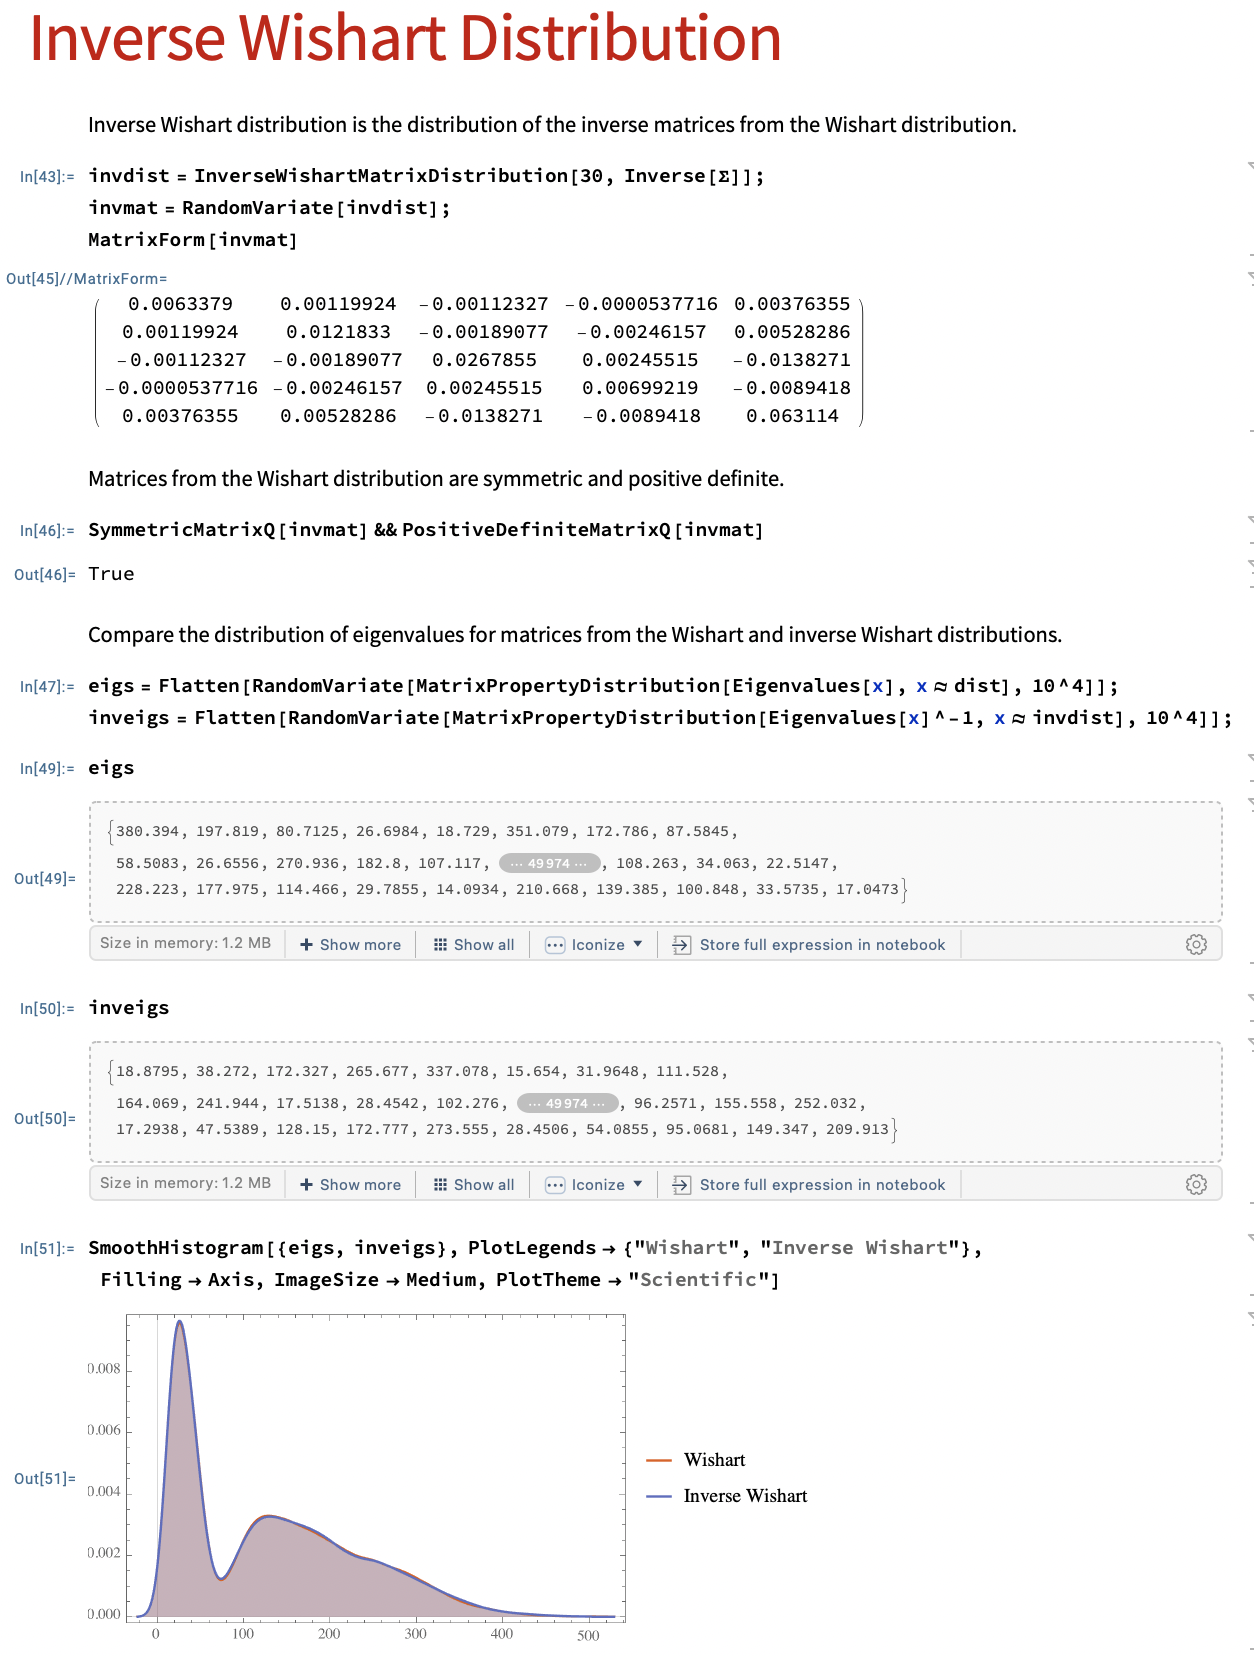 Inverse Wishart Distribution
Inverse Wishart distribution is the distribution of the inverse matrices from the Wishart distribution.
In[43]:= invdist = InverseWishartMatrixDistribution[30, Inverse[Σ]];
invmat = RandomVariate[invdist];
MatrixForm[invmat]
Out[45]//MatrixForm=
0.0063379 0.00119924 -0.00112327 -0.0000537716 0.00376355
0.00119924 0.0121833 -0.00189077 -0.00246157 0.00528286
-0.00112327 -0.00189077 0.0267855 0.00245515 -0.0138271
-0.0000537716 -0.00246157 0.00245515 0.00699219 -0.0089418
0.00376355 0.00528286 -0.0138271 -0.0089418 0.063114
Matrices from the Wishart distribution are symmetric and positive definite.
In[46]:= SymmetricMatrixQ[invmat] && PositiveDefiniteMatrixQ[invmat]
Out[46]= True
Compare the distribution of eigenvalues for matrices from the Wishart and inverse Wishart distributions.
In[47]:= eigs = Flatten[RandomVariate[MatrixPropertyDistribution[Eigenvalues[x], x ≈ dist], 10^4]];
inveigs = Flatten[RandomVariate[MatrixPropertyDistribution[Eigenvalues[x]^-1, x ≈ invdist], 10^4]];
In[49]:= eigs
{380.394, 197.819, 80.7125, 26.6984, 18.729, 351.079, 172.786, 87.5845,
58.5083, 26.6556, 270.936, 182.8, 107.117, ··· 49974 ··· , 108.263, 34.063, 22.5147,
Out[49]= 228.223, 177.975, 114.466, 29.7855, 14.0934, 210.668, 139.385, 100.848, 33.5735, 17.0473}
Size in memory: 1.2 MB + Show more Show all Iconize ▼ Store full expression in notebook
In[50]:= inveigs
{18.8795, 38.272, 172.327, 265.677, 337.078, 15.654, 31.9648, 111.528,
164.069, 241.944, 17.5138, 28.4542, 102.276, ··· 49974 ··· , 96.2571, 155.558, 252.032,
Out[50]= 17.2938, 47.5389, 128.15, 172.777, 273.555, 28.4506, 54.0855, 95.0681, 149.347, 209.913}
Size in memory: 1.2 MB + Show more Show all Iconize ▼ Store full expression in notebook
In[51]:= SmoothHistogram[{eigs, inveigs}, PlotLegends → {"Wishart", "Inverse Wishart"},
Filling → Axis, ImageSize → Medium, PlotTheme → "Scientific"]
0.008
0.006
0.004
0.002
0.000
0 100 200 300 400 500
Out[51]=
Wishart
Inverse Wishart